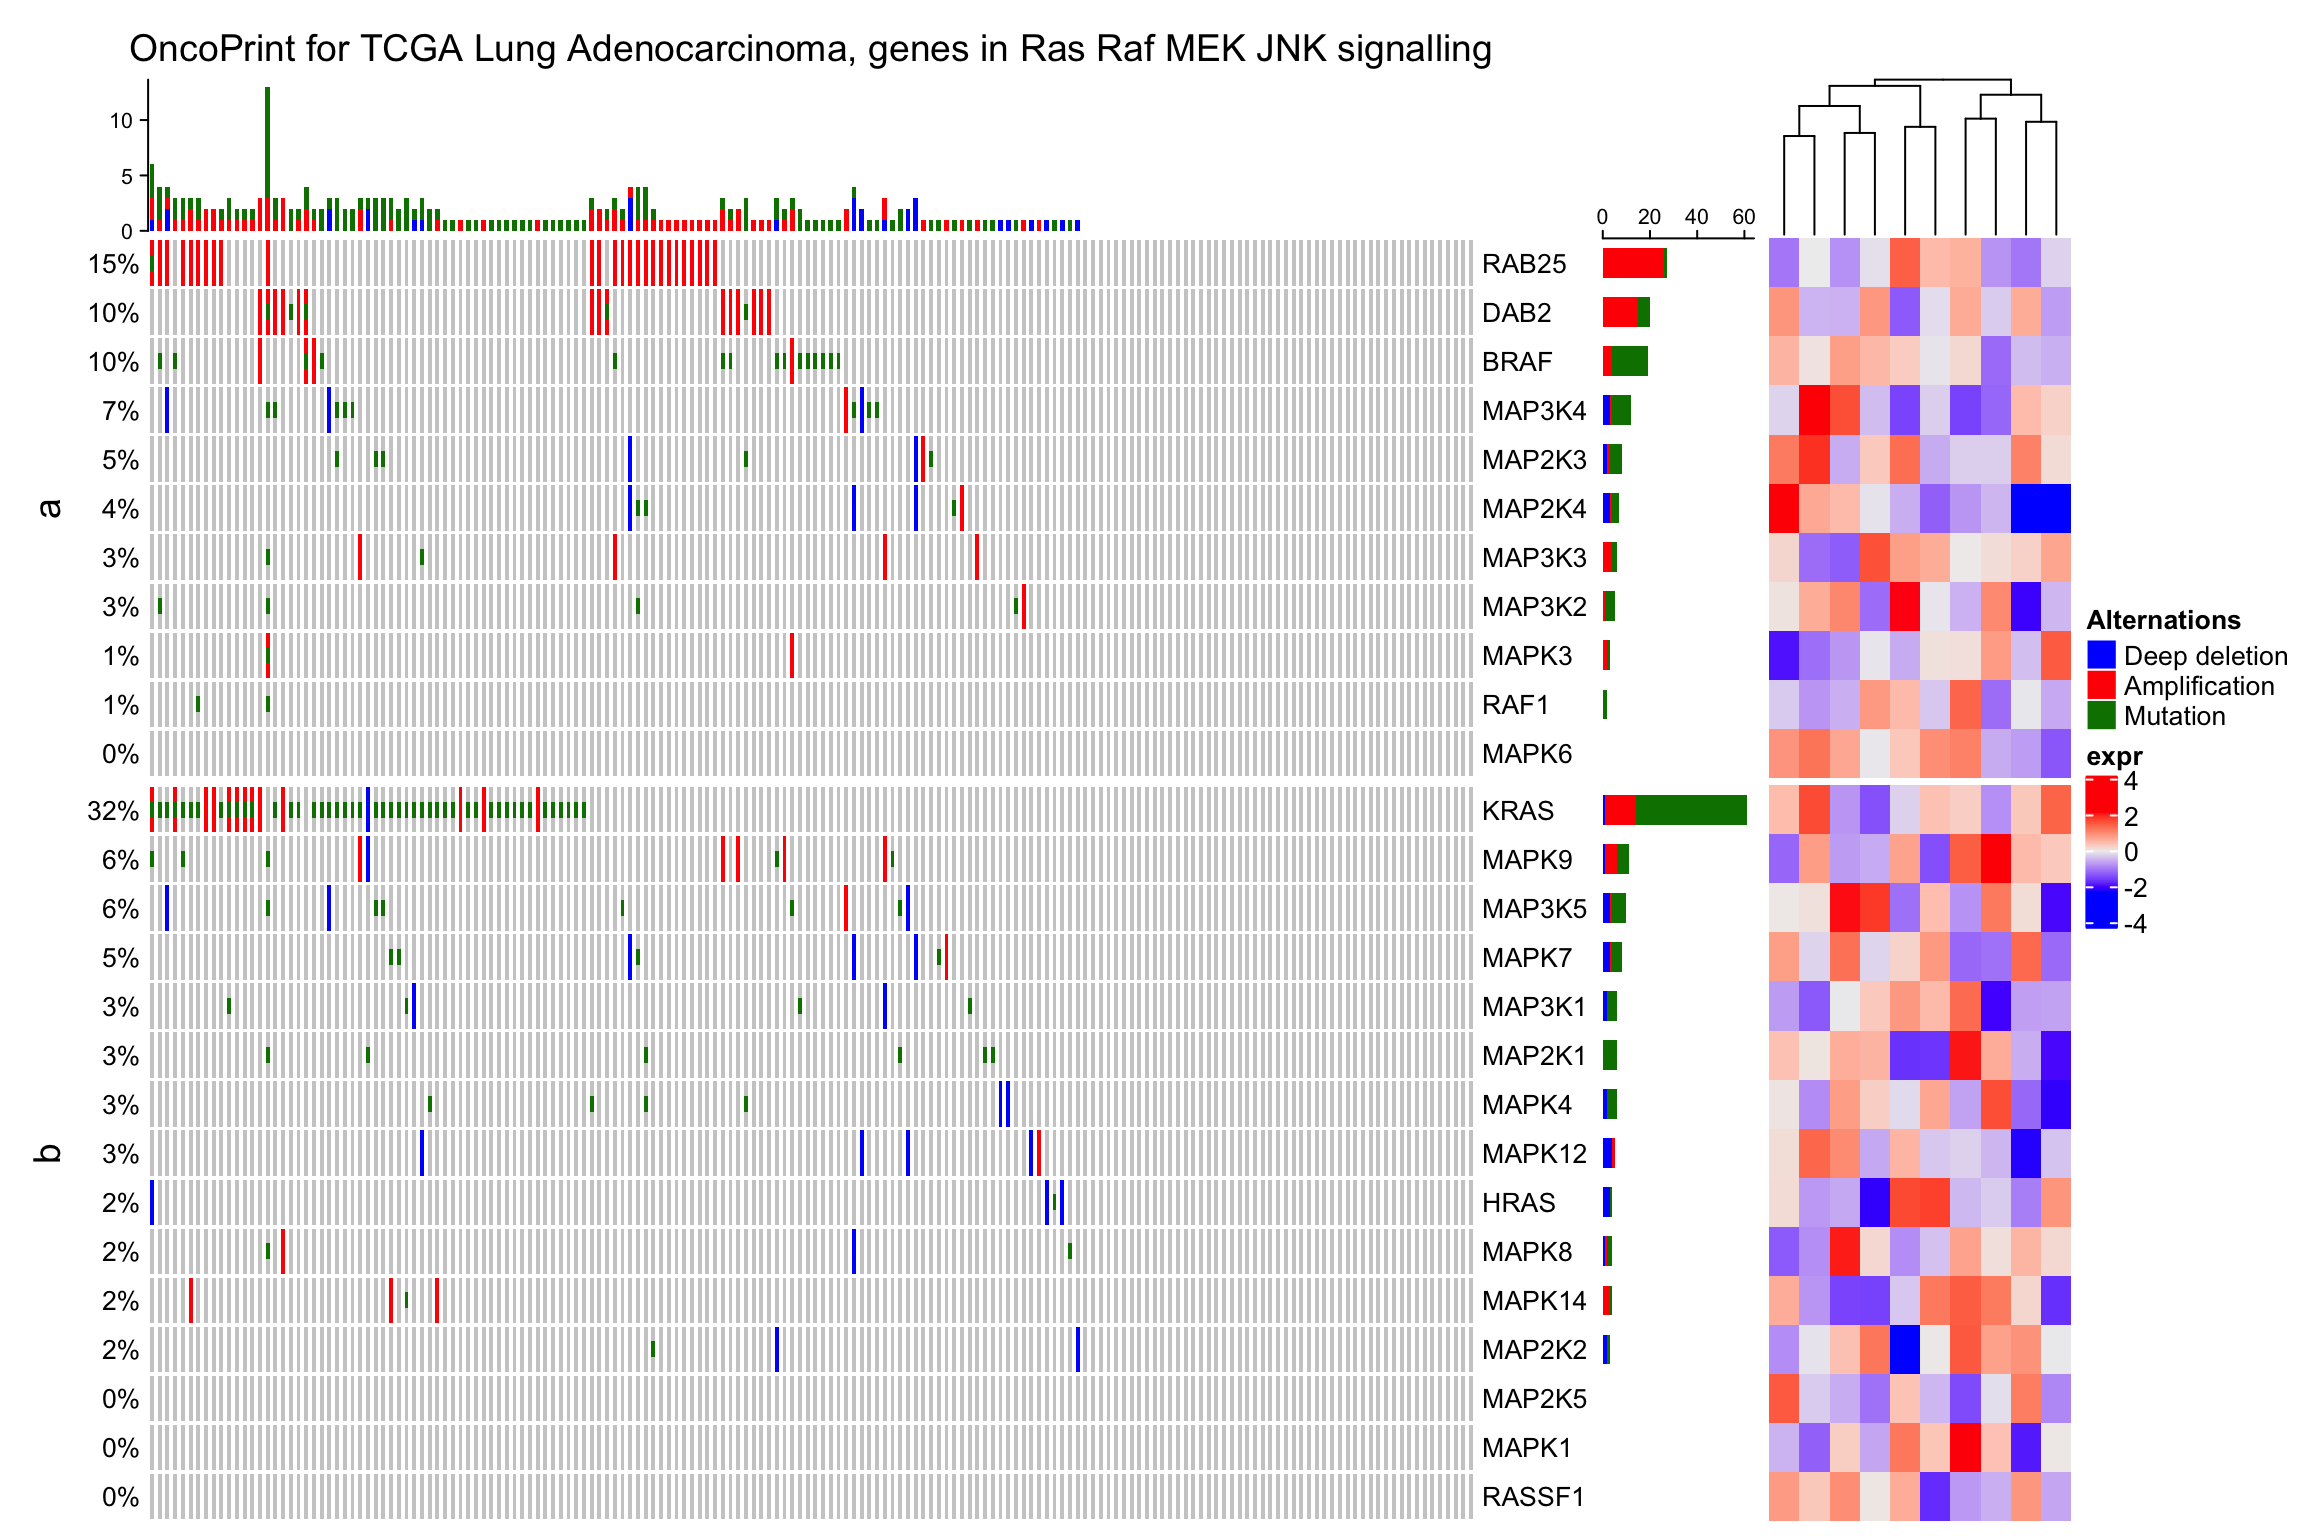 OncoPrint for TCGA Lung Adenocarcinoma, genes in Ras Raf MEK JNK signalling
10
5
0
0 20 40 60
a
15% RAB25
10% DAB2
10% BRAF
7% MAP3K4
5% MAP2K3
4% MAP2K4
3% MAP3K3
3% MAP3K2
1% MAPK3
1% RAF1
0% MAPK6
b
32% KRAS
6% MAPK9
6% MAP3K5
5% MAPK7
3% MAP3K1
3% MAP2K1
3% MAPK4
3% MAPK12
2% HRAS
2% MAPK8
2% MAPK14
2% MAP2K2
0% MAP2K5
0% MAPK1
0% RASSF1
Alternations
Deep deletion
Amplification
Mutation
expr
4
2
0
-2
-4